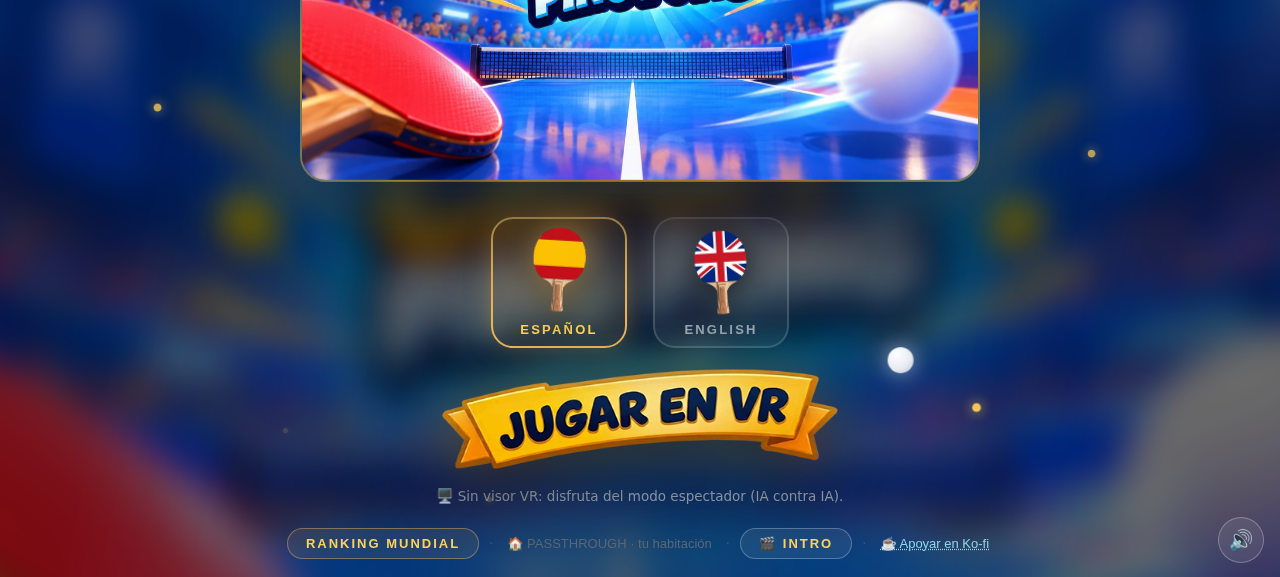 ESPAÑOL
ENGLISH
JUGAR EN VR
Sin visor VR: disfruta del modo espectador (IA contra IA).
RANKING MUNDIAL · PASSTHROUGH · tu habitación · INTRO · Apoyar en Ko-fi